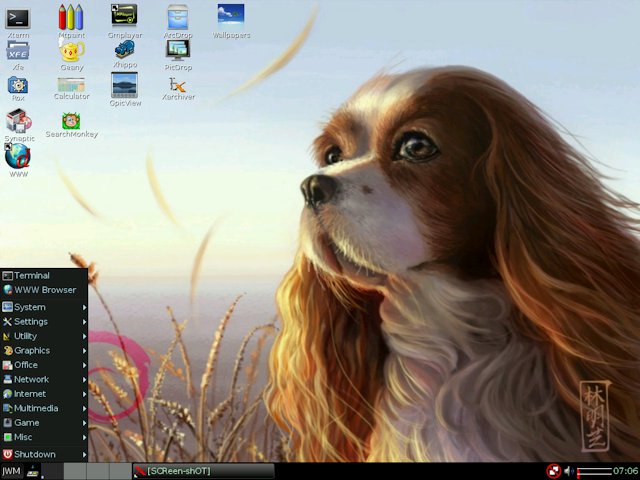 Xterm
Mtpaint
Gmplayer
ArcDrop
Wallpapers
Xfe
Geany
Xhippo
PicDrop
Rox
Calculator
GpicView
Xarchiver
Synaptic
SearchMonkey
WWW
Terminal
WWW Browser
System
Settings
Utility
Graphics
Office
Network
Internet
Multimedia
Game
Misc
Shutdown
JWM
[SCReen-shOT]
07:06
林明兰